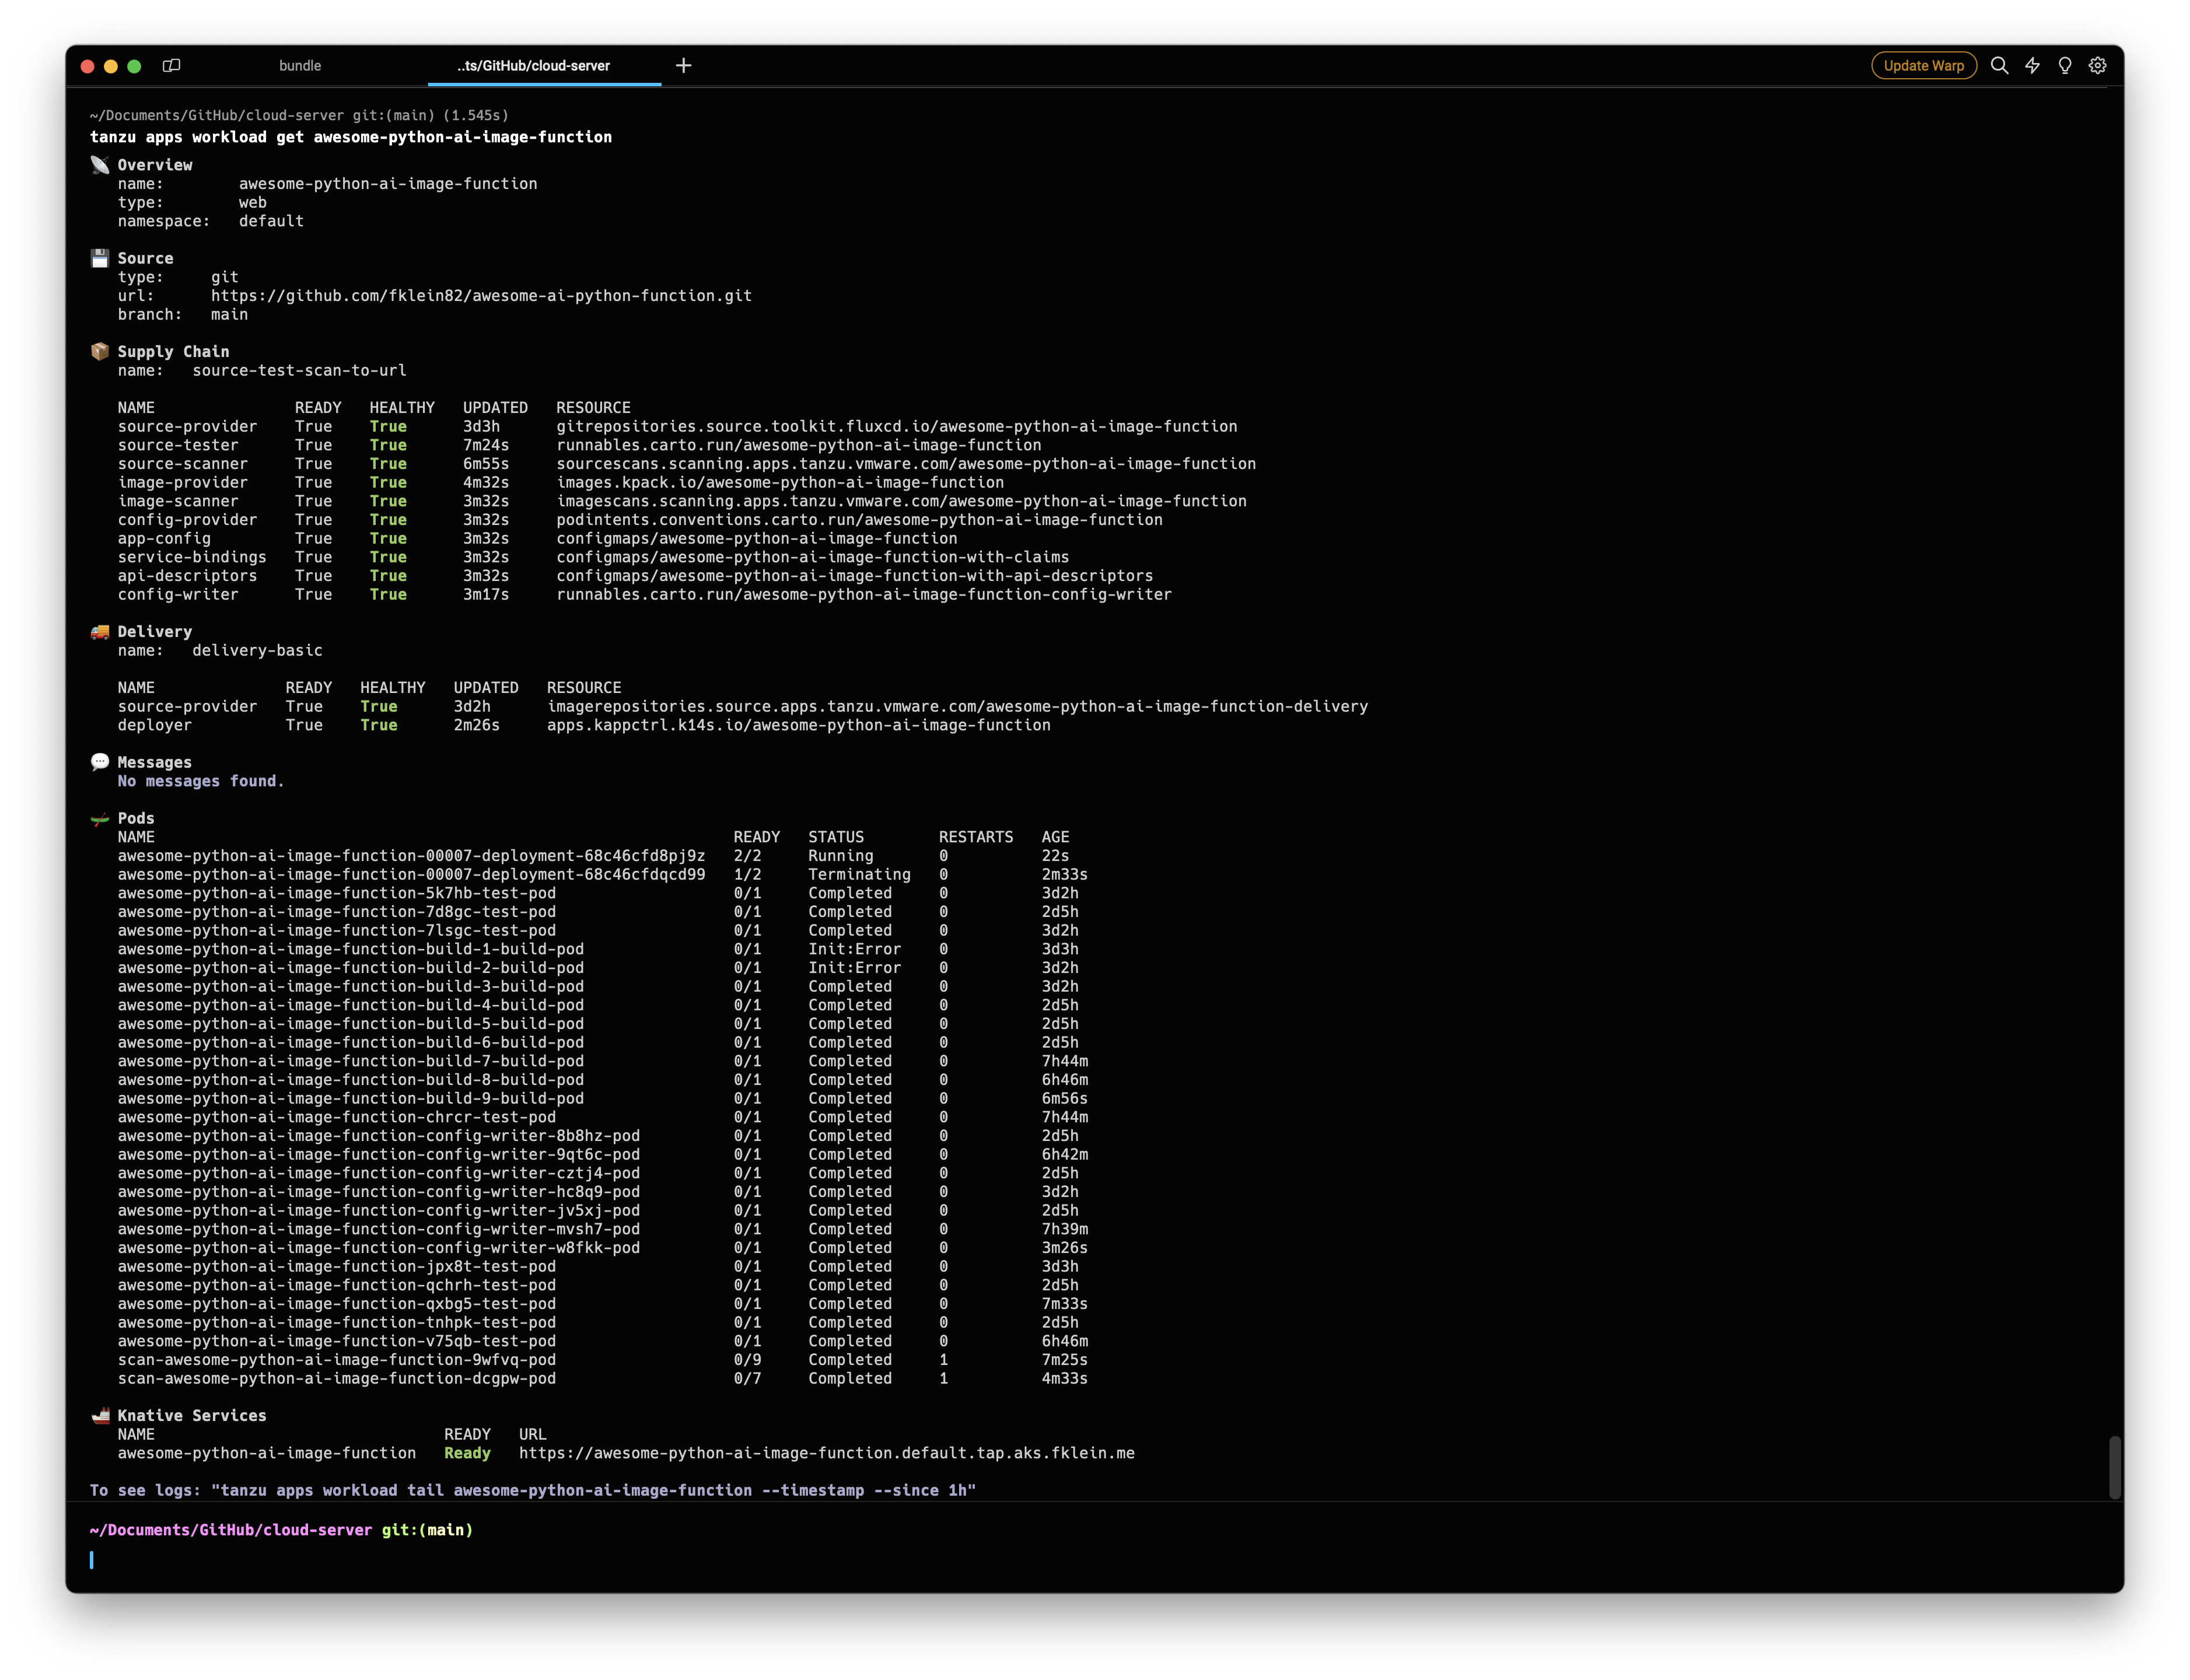 bundle
..ts/GitHub/cloud-server
Update Warp
~/Documents/GitHub/cloud-server git:(main) (1.545s)
tanzu apps workload get awesome-python-ai-image-function
Overview
name: awesome-python-ai-image-function
type: web
namespace: default
Source
type: git
url: https://github.com/fklein82/awesome-ai-python-function.git
branch: main
Supply Chain
name: source-test-scan-to-url
NAME READY HEALTHY UPDATED RESOURCE
source-provider True True 3d3h gitrepositories.source.toolkit.fluxcd.io/awesome-python-ai-image-function
source-tester True True 7m24s runnables.carto.run/awesome-python-ai-image-function
source-scanner True True 6m55s sourcescans.scanning.apps.tanzu.vmware.com/awesome-python-ai-image-function
image-provider True True 4m32s images.kpack.io/awesome-python-ai-image-function
image-scanner True True 3m32s imagescans.scanning.apps.tanzu.vmware.com/awesome-python-ai-image-function
config-provider True True 3m32s podintents.conventions.carto.run/awesome-python-ai-image-function
app-config True True 3m32s configmaps/awesome-python-ai-image-function
service-bindings True True 3m32s configmaps/awesome-python-ai-image-function-with-claims
api-descriptors True True 3m32s configmaps/awesome-python-ai-image-function-with-api-descriptors
config-writer True True 3m17s runnables.carto.run/awesome-python-ai-image-function-config-writer
Delivery
name: delivery-basic
NAME READY HEALTHY UPDATED RESOURCE
source-provider True True 3d2h imagerepositories.source.apps.tanzu.vmware.com/awesome-python-ai-image-function-delivery
deployer True True 2m26s apps.kappctrl.k14s.io/awesome-python-ai-image-function
Messages
No messages found.
Pods
NAME READY STATUS RESTARTS AGE
awesome-python-ai-image-function-00007-deployment-68c46cfd8pj9z 2/2 Running 0 22s
awesome-python-ai-image-function-00007-deployment-68c46cfdqcd99 1/2 Terminating 0 2m33s
awesome-python-ai-image-function-5k7hb-test-pod 0/1 Completed 0 3d2h
awesome-python-ai-image-function-7d8gc-test-pod 0/1 Completed 0 2d5h
awesome-python-ai-image-function-7lsgc-test-pod 0/1 Completed 0 3d2h
awesome-python-ai-image-function-build-1-build-pod 0/1 Init:Error 0 3d3h
awesome-python-ai-image-function-build-2-build-pod 0/1 Init:Error 0 3d2h
awesome-python-ai-image-function-build-3-build-pod 0/1 Completed 0 3d2h
awesome-python-ai-image-function-build-4-build-pod 0/1 Completed 0 2d5h
awesome-python-ai-image-function-build-5-build-pod 0/1 Completed 0 2d5h
awesome-python-ai-image-function-build-6-build-pod 0/1 Completed 0 2d5h
awesome-python-ai-image-function-build-7-build-pod 0/1 Completed 0 7h44m
awesome-python-ai-image-function-build-8-build-pod 0/1 Completed 0 6h46m
awesome-python-ai-image-function-build-9-build-pod 0/1 Completed 0 6m56s
awesome-python-ai-image-function-chrcr-test-pod 0/1 Completed 0 7h44m
awesome-python-ai-image-function-config-writer-8b8hz-pod 0/1 Completed 0 2d5h
awesome-python-ai-image-function-config-writer-9qt6c-pod 0/1 Completed 0 6h42m
awesome-python-ai-image-function-config-writer-cztj4-pod 0/1 Completed 0 2d5h
awesome-python-ai-image-function-config-writer-hc8q9-pod 0/1 Completed 0 3d2h
awesome-python-ai-image-function-config-writer-jv5xj-pod 0/1 Completed 0 2d5h
awesome-python-ai-image-function-config-writer-mvsh7-pod 0/1 Completed 0 7h39m
awesome-python-ai-image-function-config-writer-w8fkk-pod 0/1 Completed 0 3m26s
awesome-python-ai-image-function-jpx8t-test-pod 0/1 Completed 0 3d3h
awesome-python-ai-image-function-qchrh-test-pod 0/1 Completed 0 2d5h
awesome-python-ai-image-function-qxbg5-test-pod 0/1 Completed 0 7m33s
awesome-python-ai-image-function-tnhpk-test-pod 0/1 Completed 0 2d5h
awesome-python-ai-image-function-v75qb-test-pod 0/1 Completed 0 6h46m
scan-awesome-python-ai-image-function-9wfvq-pod 0/9 Completed 1 7m25s
scan-awesome-python-ai-image-function-dcgpw-pod 0/7 Completed 1 4m33s
Knative Services
NAME READY URL
awesome-python-ai-image-function Ready https://awesome-python-ai-image-function.default.tap.aks.fklein.me
To see logs: "tanzu apps workload tail awesome-python-ai-image-function --timestamp --since 1h"
~/Documents/GitHub/cloud-server git:(main)